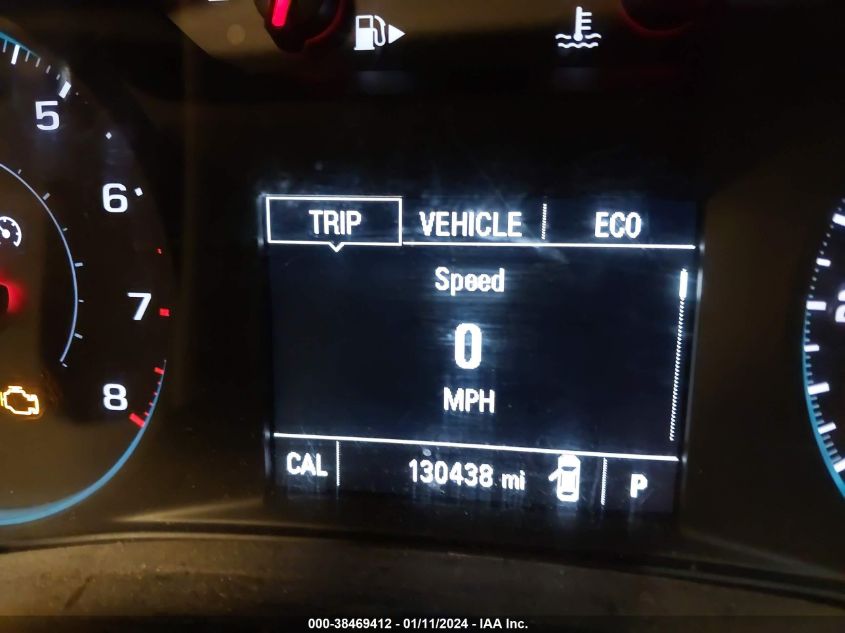 5
6
7
8
TRIP VEHICLE ECO
Speed
0
MPH
CAL 130438 mi P
000-38469412 - 01/11/2024 - IAA Inc.